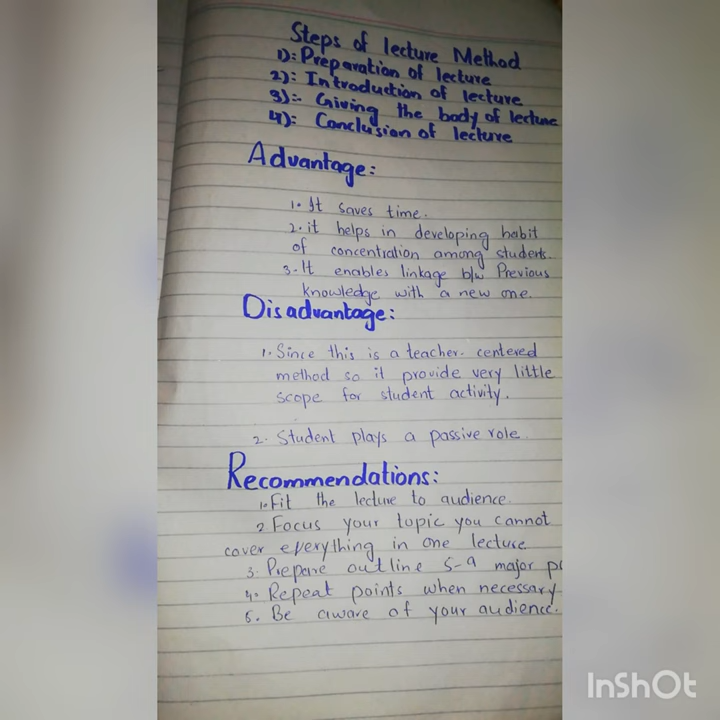 Steps of lecture Method
1): Preparation of lecture
2): Introduction of lecture
3):- Giving the body of lecture
4): Conclusion of lecture
Advantage:
1. It saves time.
2. it helps in developing habit
of concentration among students.
3. It enables linkage b/w Previous
knowledge with a new one.
Disadvantage:
1. Since this is a teacher. centered
method so it provide very little
scope for student activity.
2. Student plays a passive role.
Recommendations:
1. Fit the lecture to audience.
2 Focus your topic you cannot
cover everything in one lecture
3. Prepare outline 5-9 major
4. Repeat points when necessary
5. Be aware of your audience.
InShOt